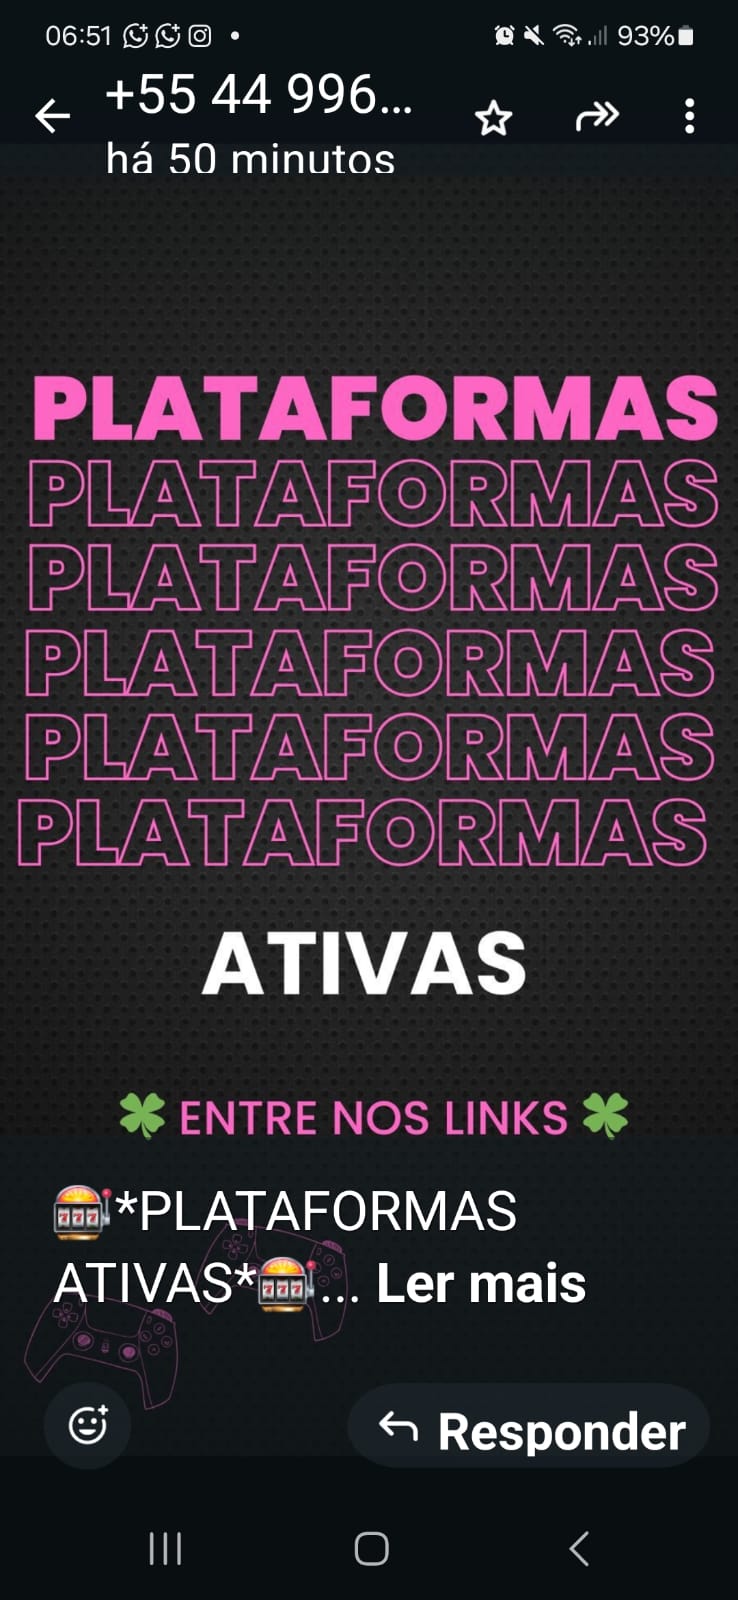 06:51 93%
+55 44 996...
há 50 minutos
PLATAFORMAS
PLATAFORMAS
PLATAFORMAS
PLATAFORMAS
PLATAFORMAS
PLATAFORMAS
ATIVAS
🍀 ENTRE NOS LINKS 🍀
🎰*PLATAFORMAS
ATIVAS*🎰... Ler mais
Responder